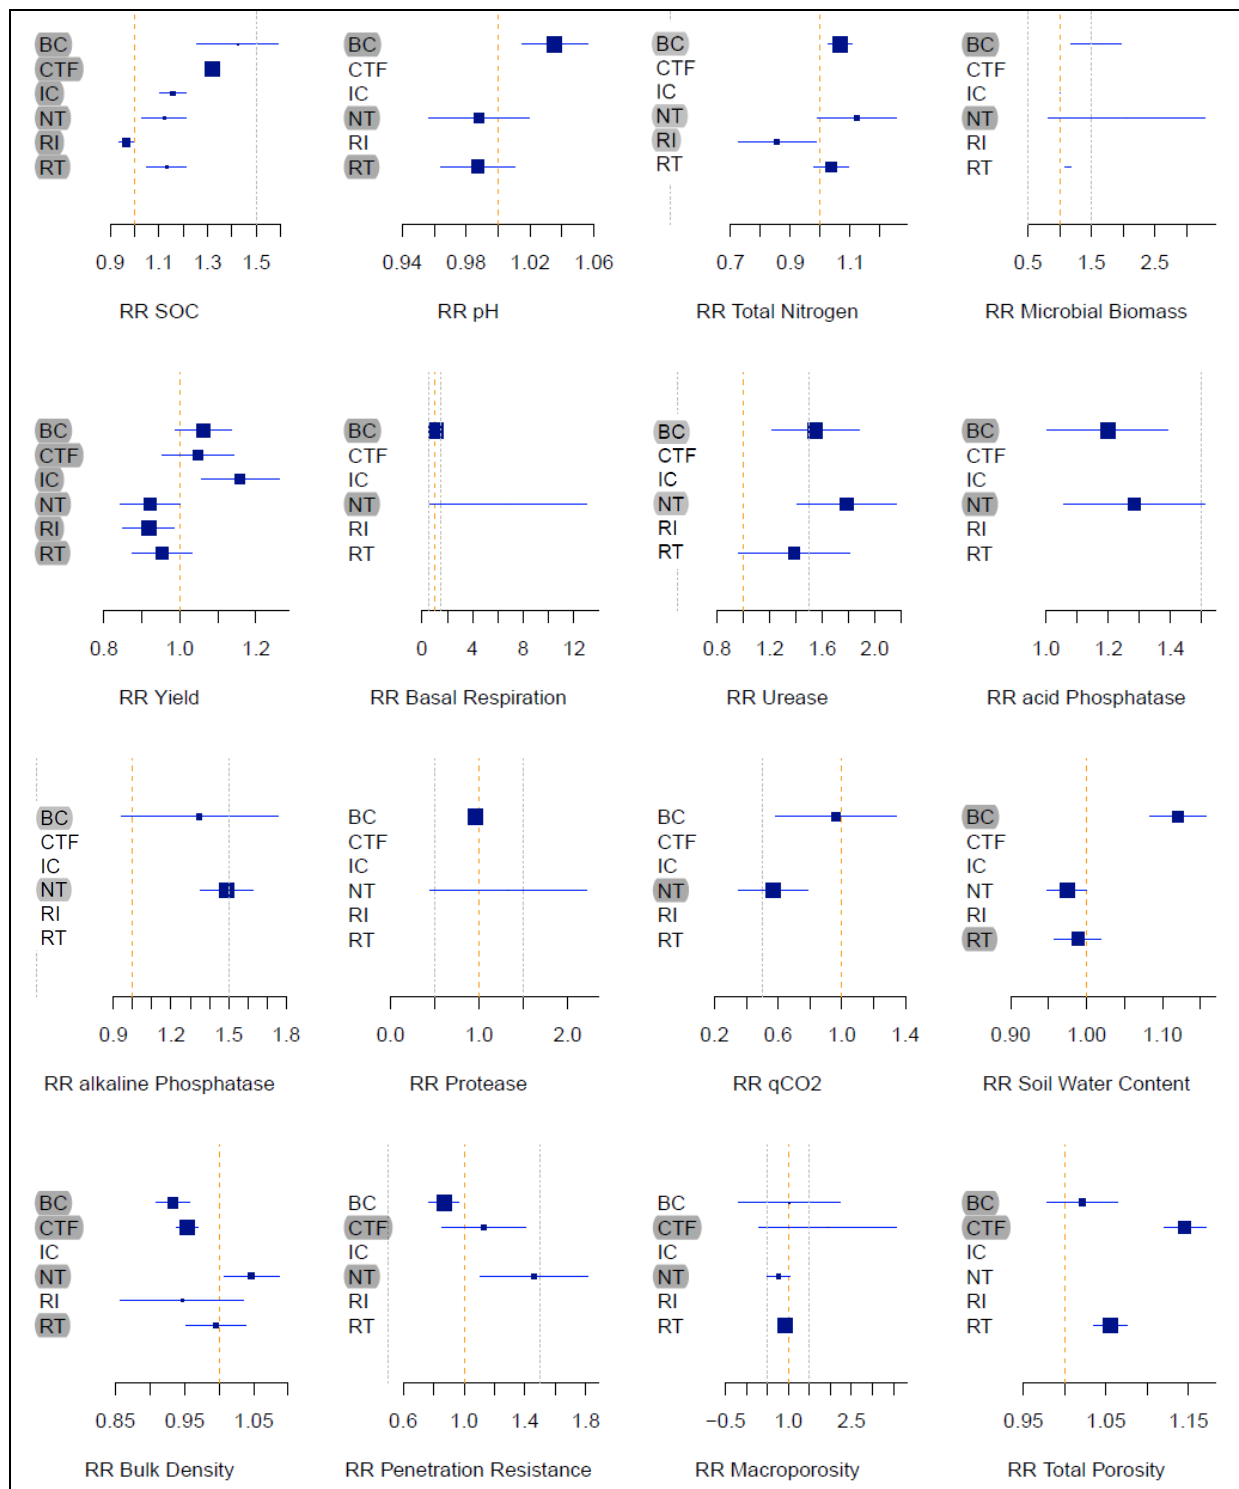 BC
CTF
IC
NT
RI
RT
0.9 1.1 1.3 1.5
RR SOC
BC
CTF
IC
NT
RI
RT
0.94 0.98 1.02 1.06
RR pH
BC
CTF
IC
NT
RI
RT
0.7 0.9 1.1
RR Total Nitrogen
BC
CTF
IC
NT
RI
RT
0.5 1.5 2.5
RR Microbial Biomass
BC
CTF
IC
NT
RI
RT
0.8 1.0 1.2
RR Yield
BC
CTF
IC
NT
RI
RT
0 4 8 12
RR Basal Respiration
BC
CTF
IC
NT
RI
RT
0.8 1.2 1.6 2.0
RR Urease
BC
CTF
IC
NT
RI
RT
1.0 1.2 1.4
RR acid Phosphatase
BC
CTF
IC
NT
RI
RT
0.9 1.2 1.5 1.8
RR alkaline Phosphatase
BC
CTF
IC
NT
RI
RT
0.0 1.0 2.0
RR Protease
BC
CTF
IC
NT
RI
RT
0.2 0.6 1.0 1.4
RR qCO2
BC
CTF
IC
NT
RI
RT
0.90 1.00 1.10
RR Soil Water Content
BC
CTF
IC
NT
RI
RT
0.85 0.95 1.05
RR Bulk Density
BC
CTF
IC
NT
RI
RT
0.6 1.0 1.4 1.8
RR Penetration Resistance
BC
CTF
IC
NT
RI
RT
−0.5 1.0 2.5
RR Macroporosity
BC
CTF
IC
NT
RI
RT
0.95 1.05 1.15
RR Total Porosity